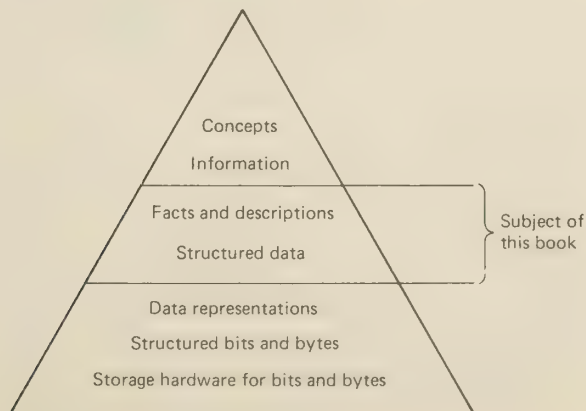 Concepts
Information
Facts and descriptions
Structured data
Subject of
this book
Data representations
Structured bits and bytes
Storage hardware for bits and bytes